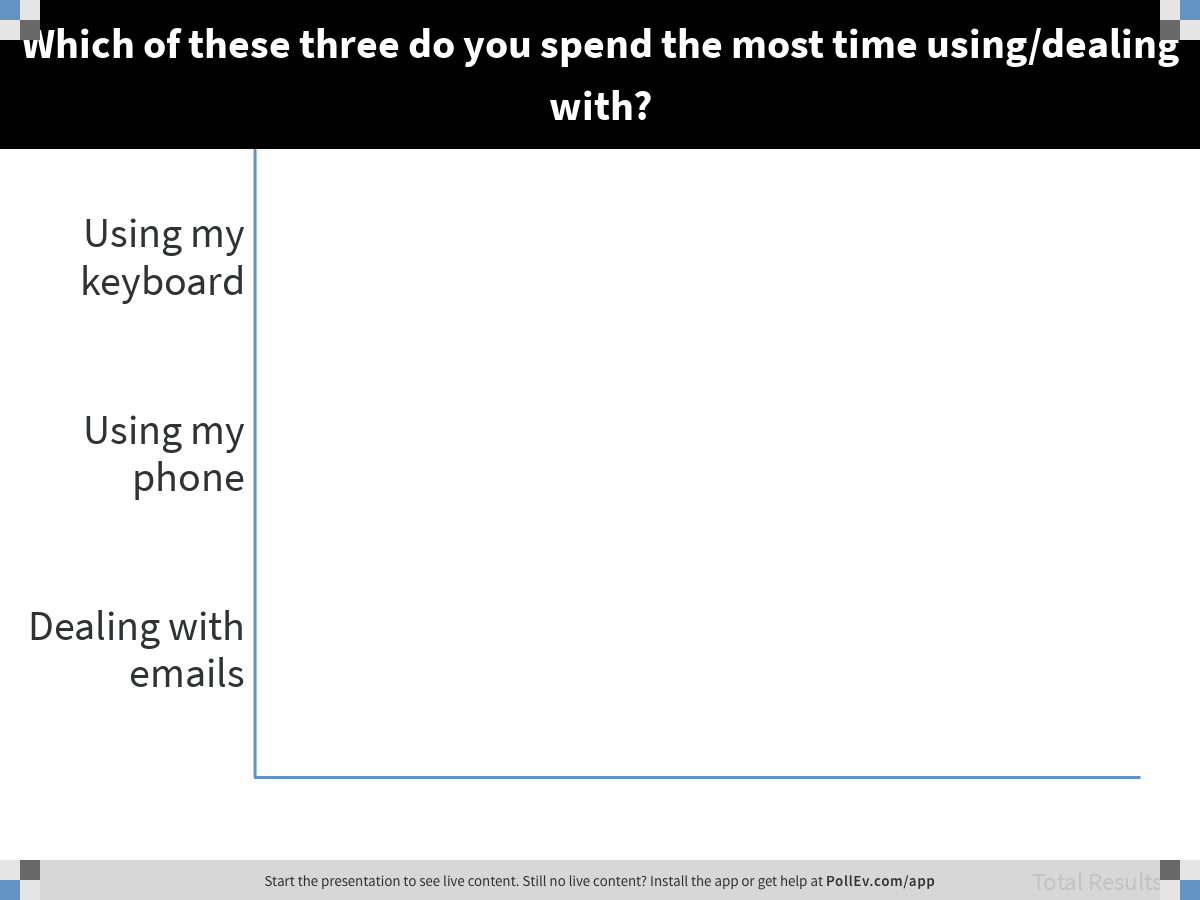 Which of these three do you spend the most time using/dealing
with?
Using my
keyboard
Using my
phone
Dealing with
emails
Start the presentation to see live content. Still no live content? Install the app or get help at PollEv.com/app
Total Results